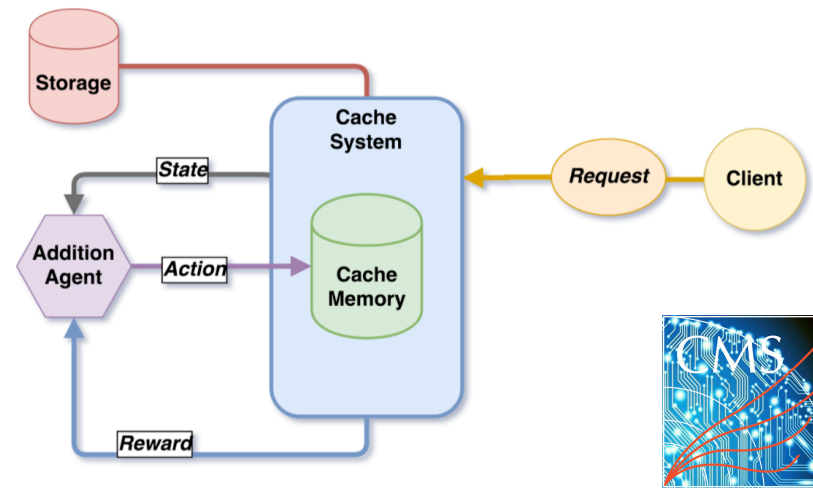 Storage
Cache
System
State
Request
Client
Addition
Agent
Action
Cache
Memory
Reward
CMS